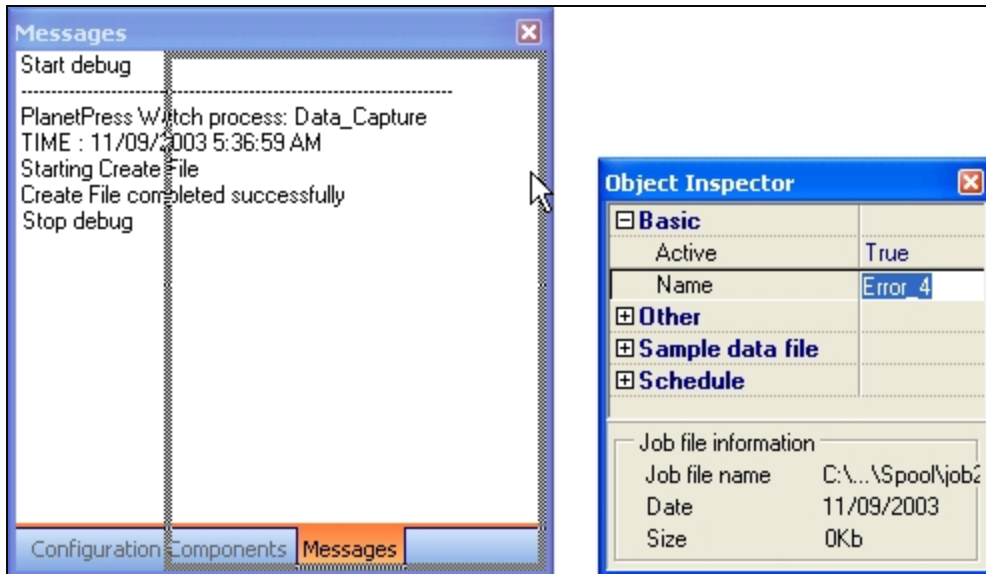 Messages
Start debug
PlanetPress Watch process: Data_Capture
TIME : 11/09/2003 5:36:59 AM
Starting Create File
Create File completed successfully
Stop debug
Configuration Components Messages
Object Inspector
Basic
Active True
Name Error_4
Other
Sample data file
Schedule
Job file information
Job file name C:\...\Spool\job2
Date 11/09/2003
Size 0Kb